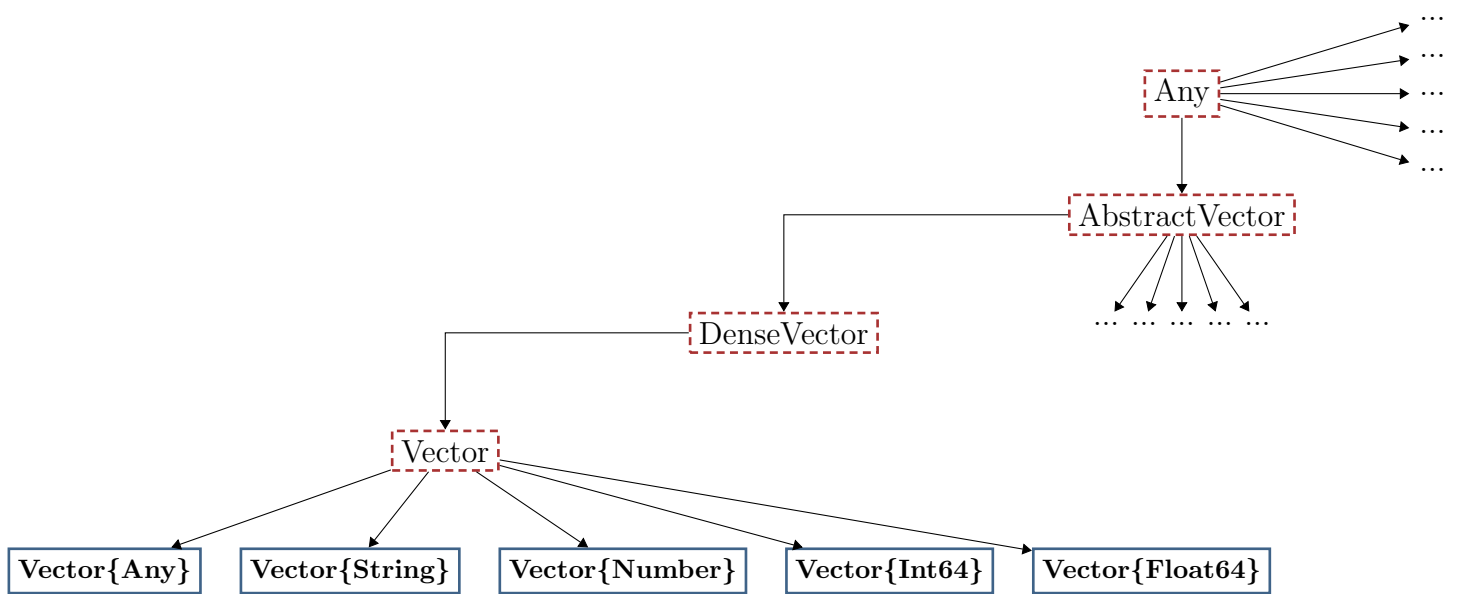 ...
...
Any
...
...
...
AbstractVector
... ... ... ... ...
DenseVector
Vector
Vector{Any} Vector{String} Vector{Number} Vector{Int64} Vector{Float64}